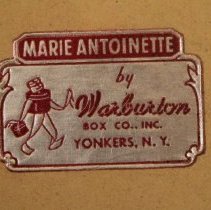 MARIE ANTOINETTE
by
Warburton
BOX CO., INC.
YONKERS, N. Y.